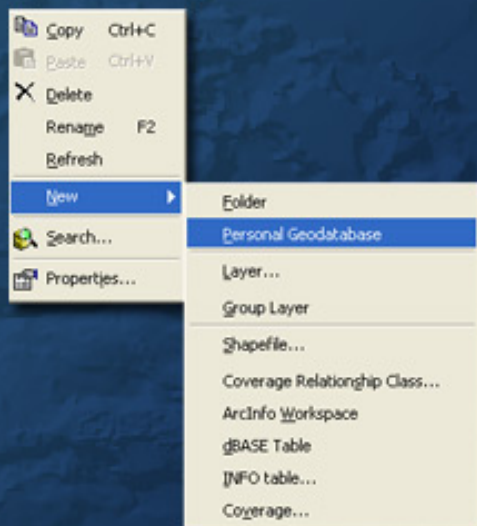 Copy Ctrl+C
Paste Ctrl+V
Delete
Rename F2
Refresh
New
Search...
Properties...
Folder
Personal Geodatabase
Layer...
Group Layer
Shapefile...
Coverage Relationship Class...
ArcInfo Workspace
dBASE Table
INFO table...
Coverage...